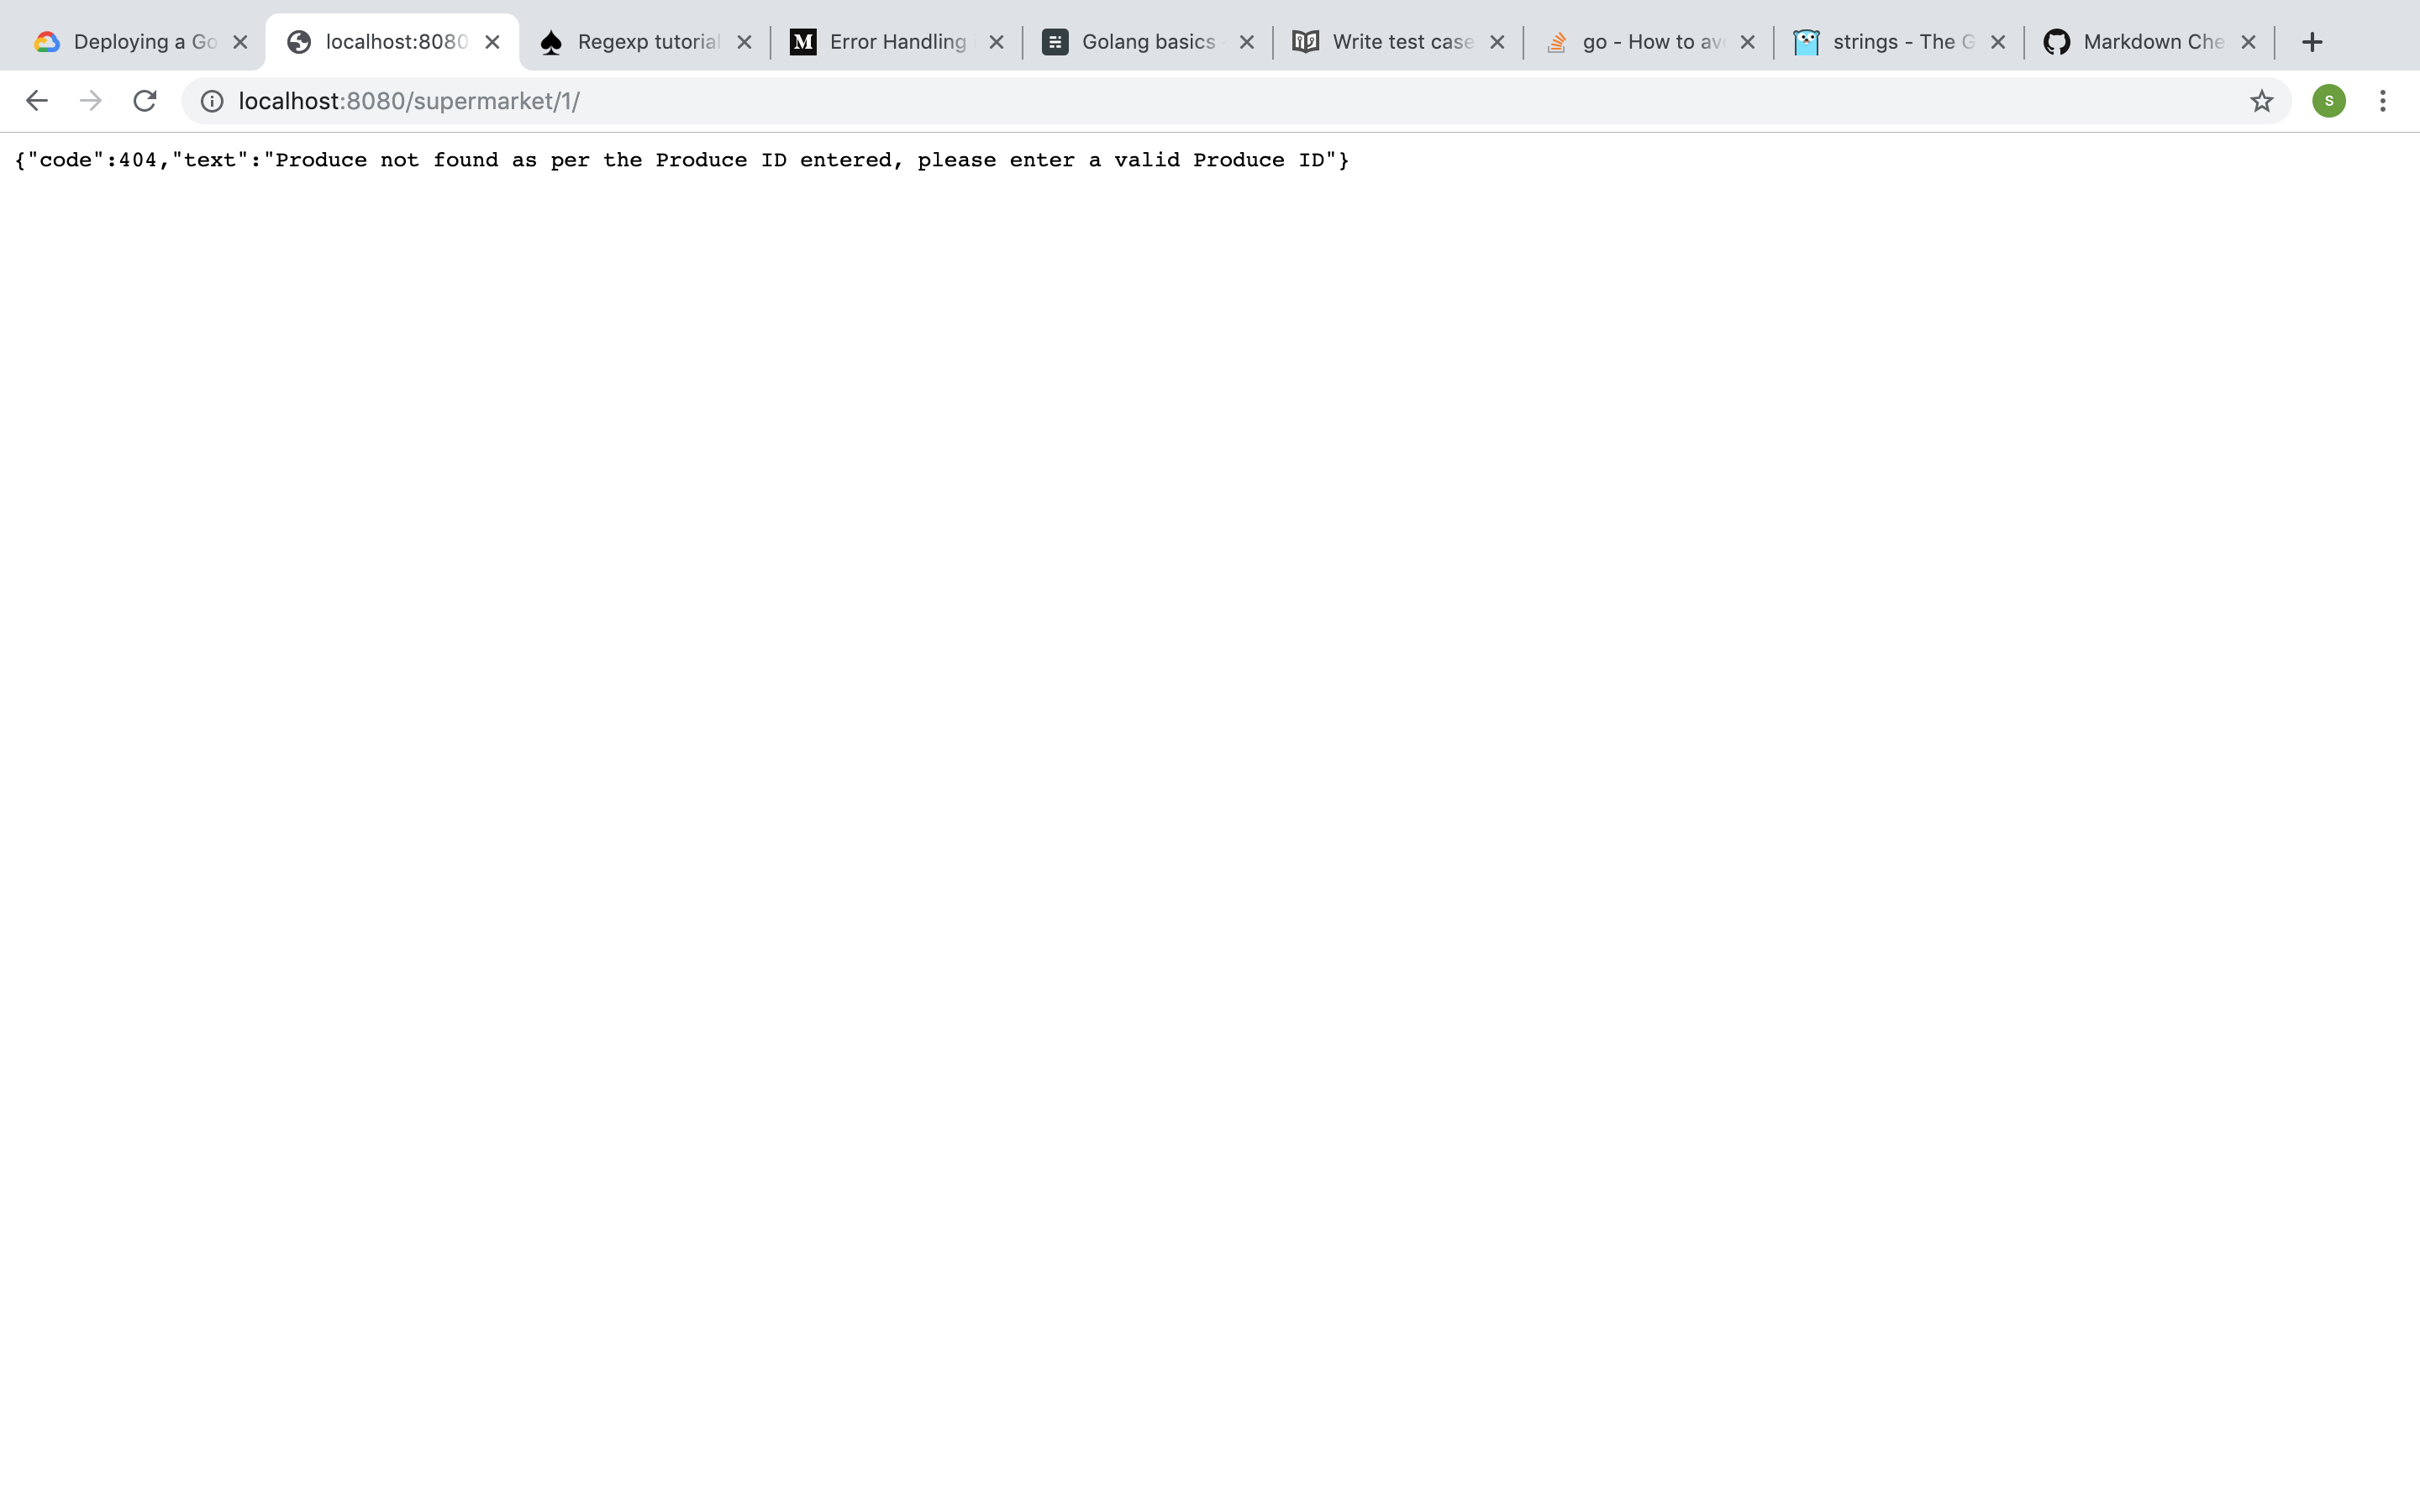 Deploying a Go
localhost:8080
Regexp tutorial
M
Error Handling
Golang basics
Write test case
go - How to av
strings - The G
Markdown Che
localhost:8080/supermarket/1/
S
{"code":404,"text":"Produce not found as per the Produce ID entered, please enter a valid Produce ID"}